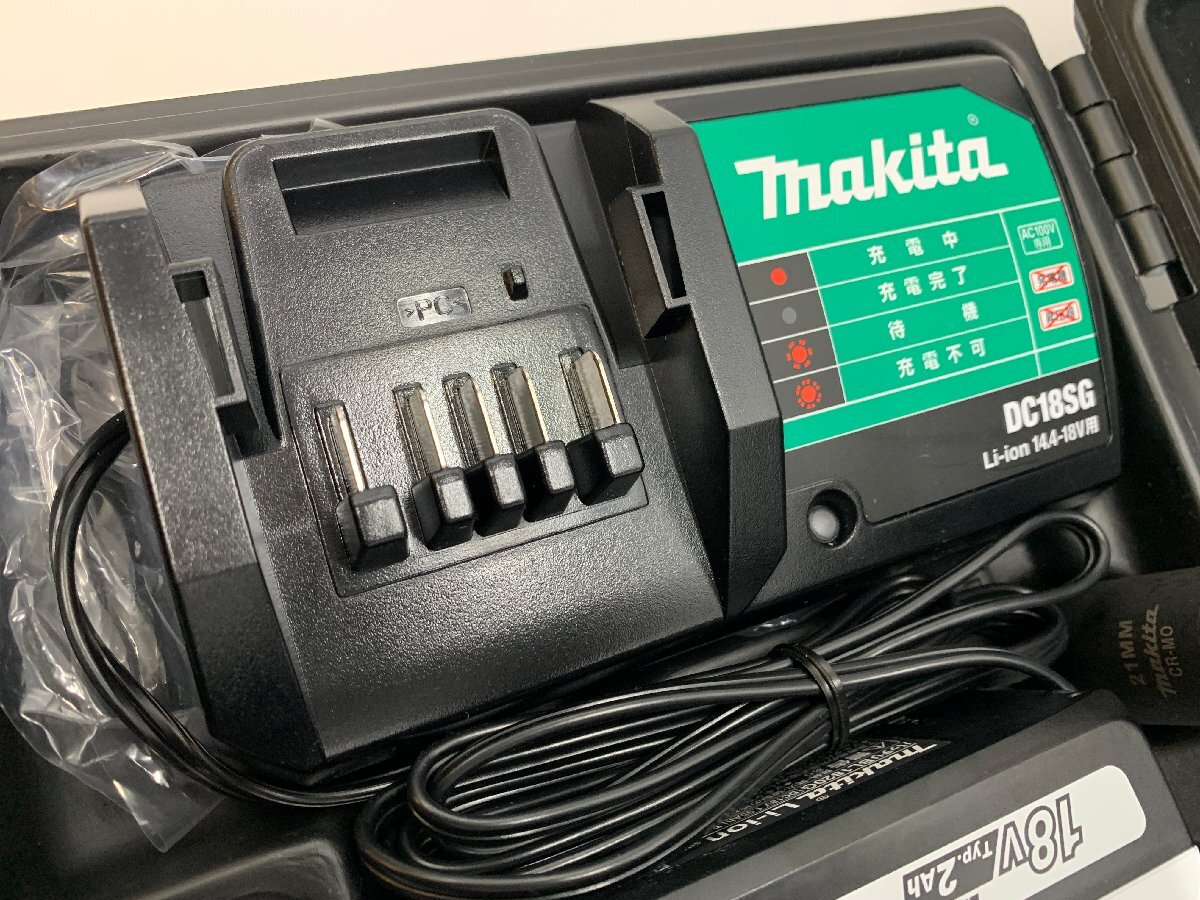 makita®
充電中
AC100V
専用
充電完了
待機
充電不可
DC18SG
Li-ion 14.4-18V用
>PC<
21MM
makita
CR-MO
makita Li-ion
18V
Typ.2Ah